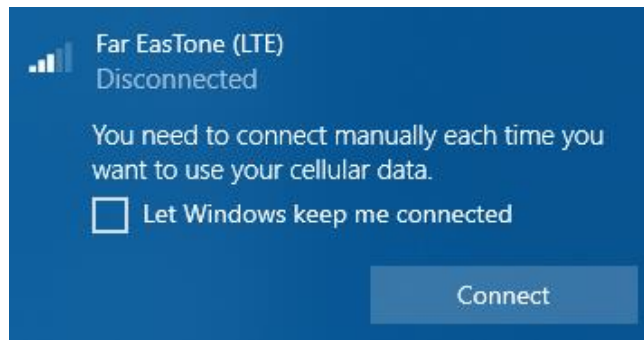 Far EasTone (LTE)
Disconnected
You need to connect manually each time you
want to use your cellular data.
Let Windows keep me connected
Connect